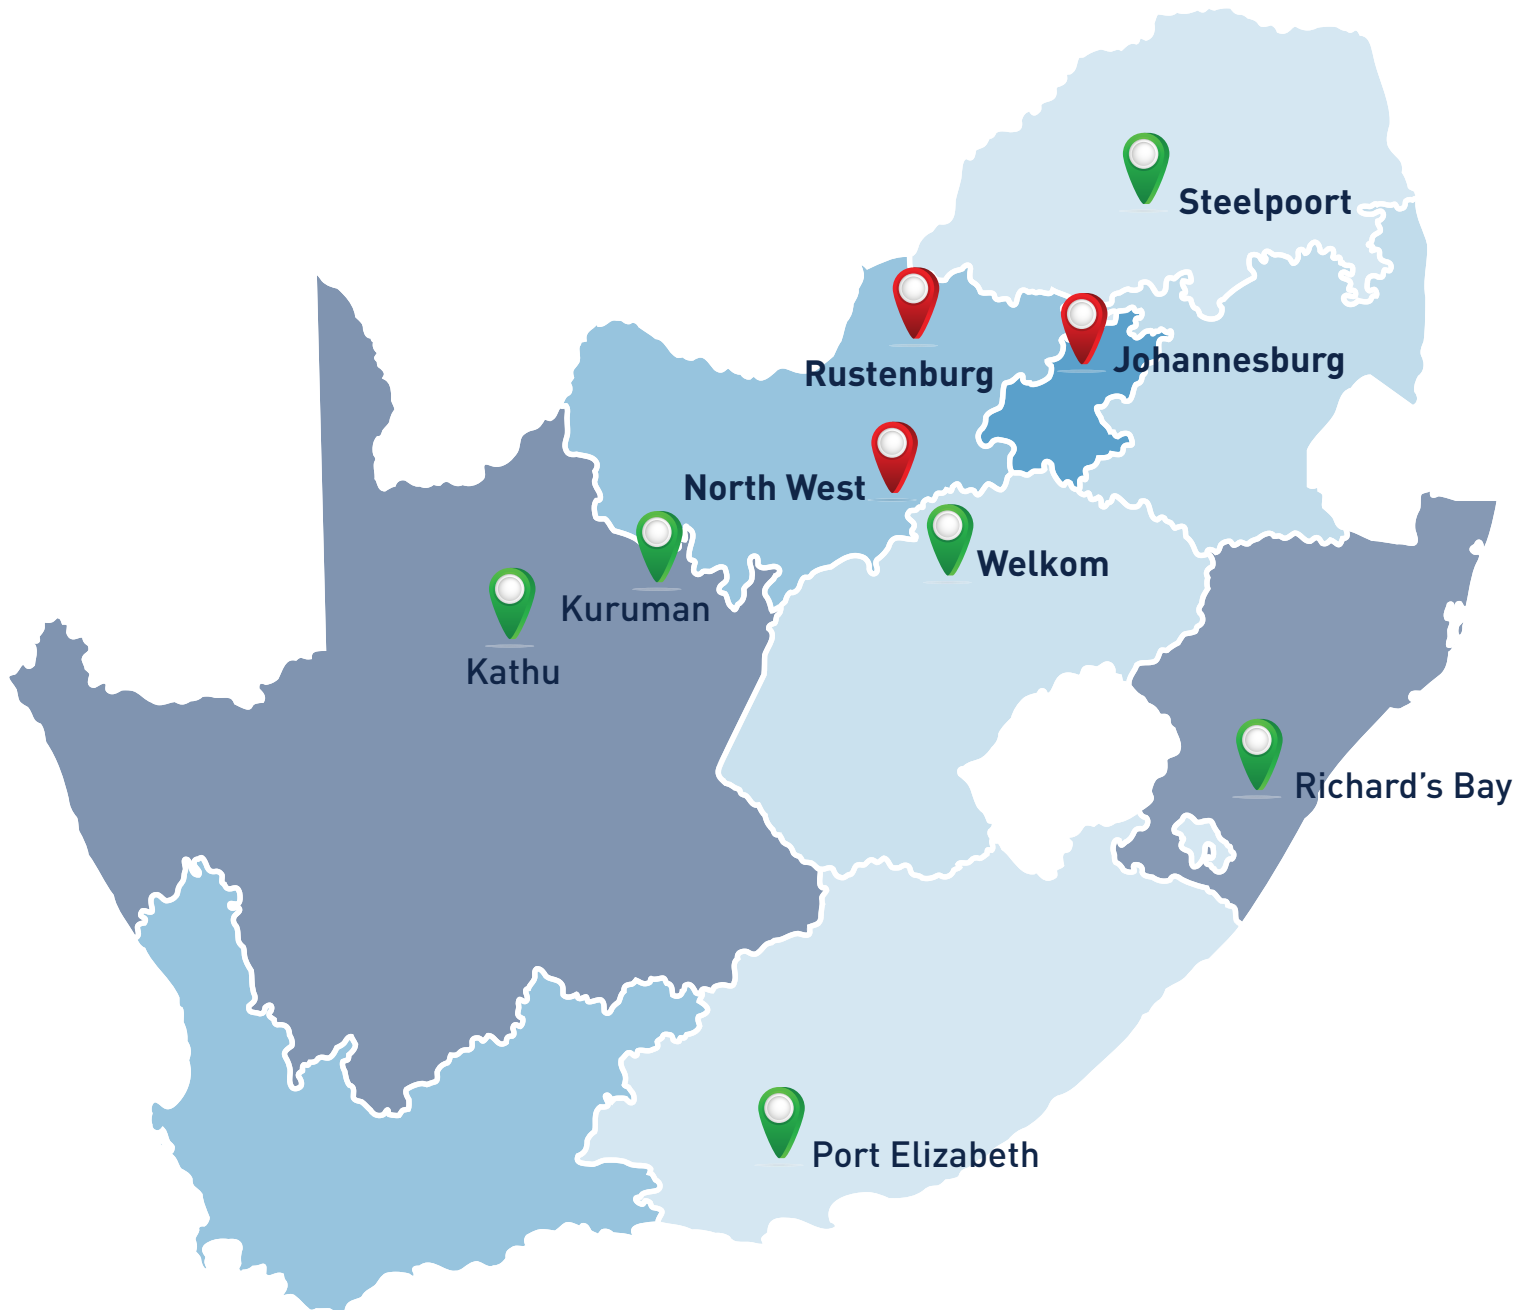 Steelpoort
Johannesburg
Rustenburg
North West
Welkom
Kuruman
Kathu
Richard’s Bay
Port Elizabeth